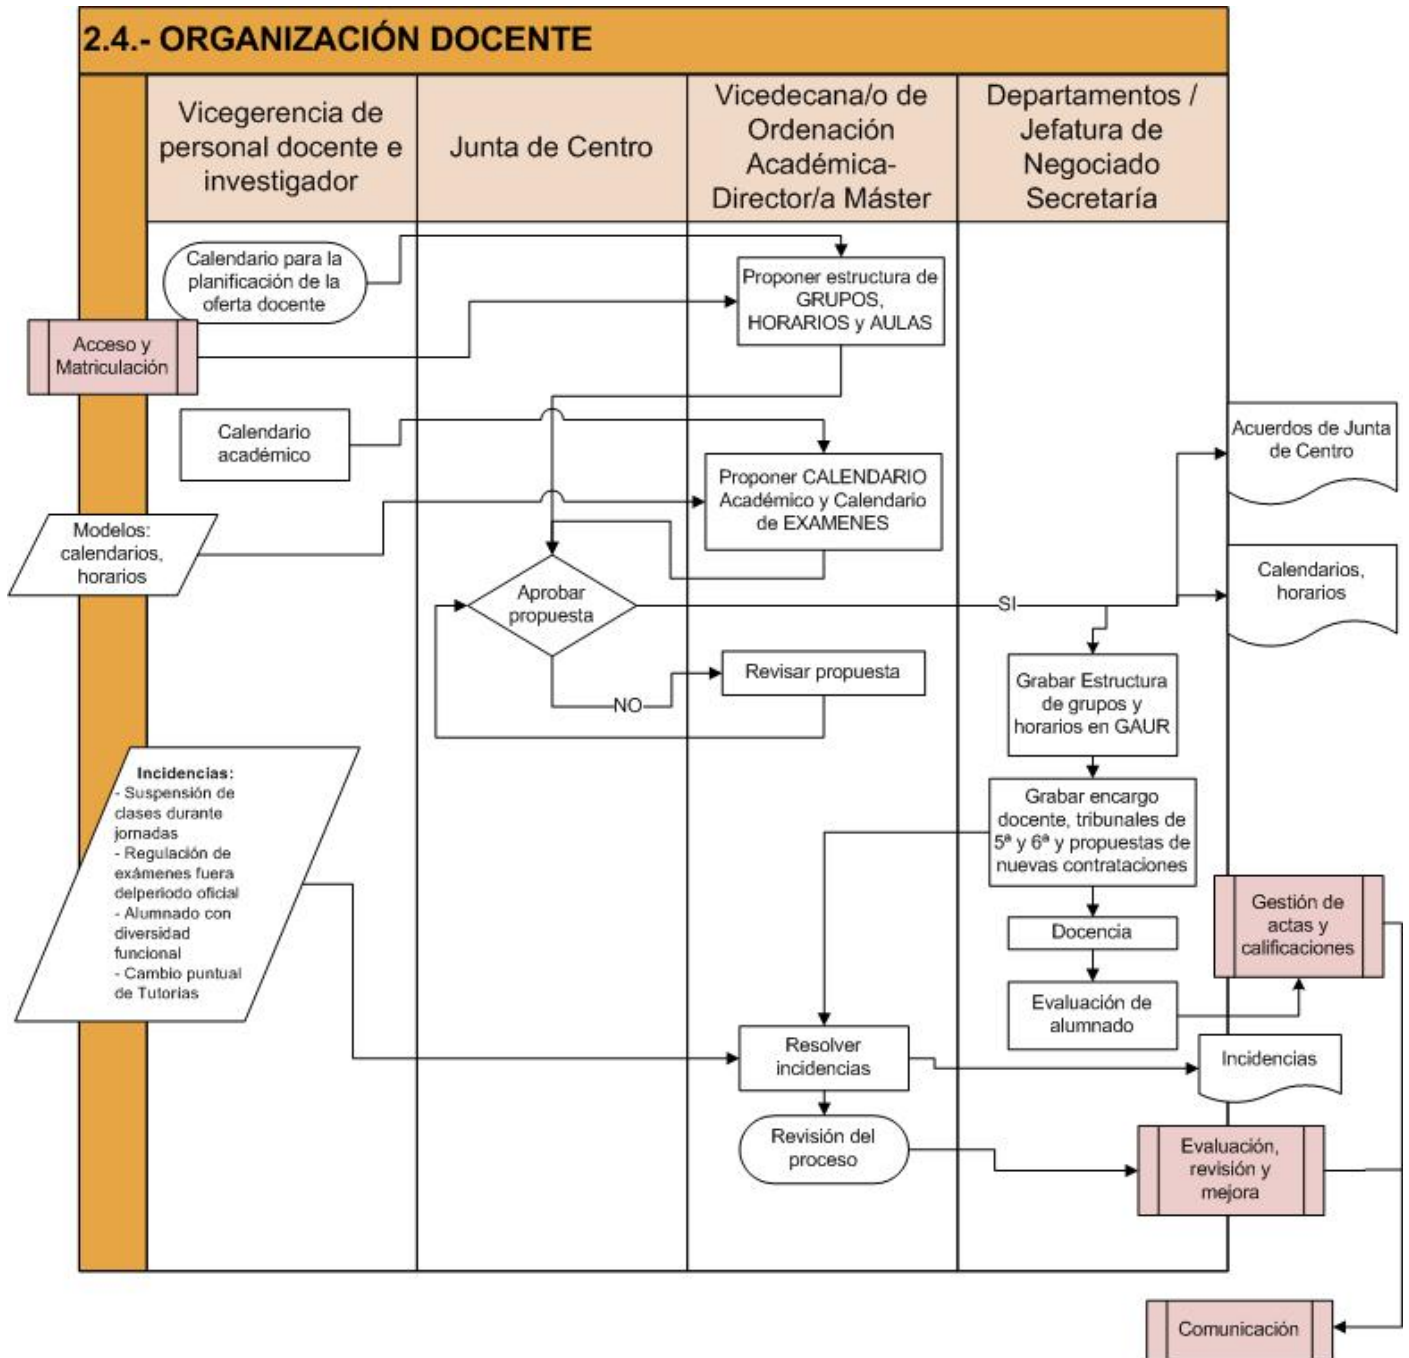 2.4.- ORGANIZACIÓN DOCENTE
Vicegerencia de
personal docente e
investigador
Junta de Centro
Vicedecana/o de
Ordenación
Académica-
Director/a Máster
Departamentos /
Jefatura de
Negociado
Secretaría
Calendario para la
planificación de la
oferta docente
Proponer estructura de
GRUPOS,
HORARIOS y AULAS
Acceso y
Matriculación
Calendario
académico
Acuerdos de Junta
de Centro
Proponer CALENDARIO
Académico y Calendario
de EXAMENES
Modelos:
calendarios,
horarios
Calendarios,
horarios
Aprobar
propuesta
SI
Revisar propuesta
NO
Grabar Estructura
de grupos y
horarios en GAUR
Incidencias:
- Suspensión de
clases durante
jornadas
- Regulación de
exámenes fuera
delperiodo oficial
- Alumnado con
diversidad
funcional
- Cambio puntual
de Tutorias
Grabar encargo
docente, tribunales de
5ª y 6ª y propuestas de
nuevas contrataciones
Gestión de
actas y
calificaciones
Docencia
Evaluación de
alumnado
Resolver
incidencias
Incidencias
Revisión del
proceso
Evaluación,
revisión y
mejora
Comunicación